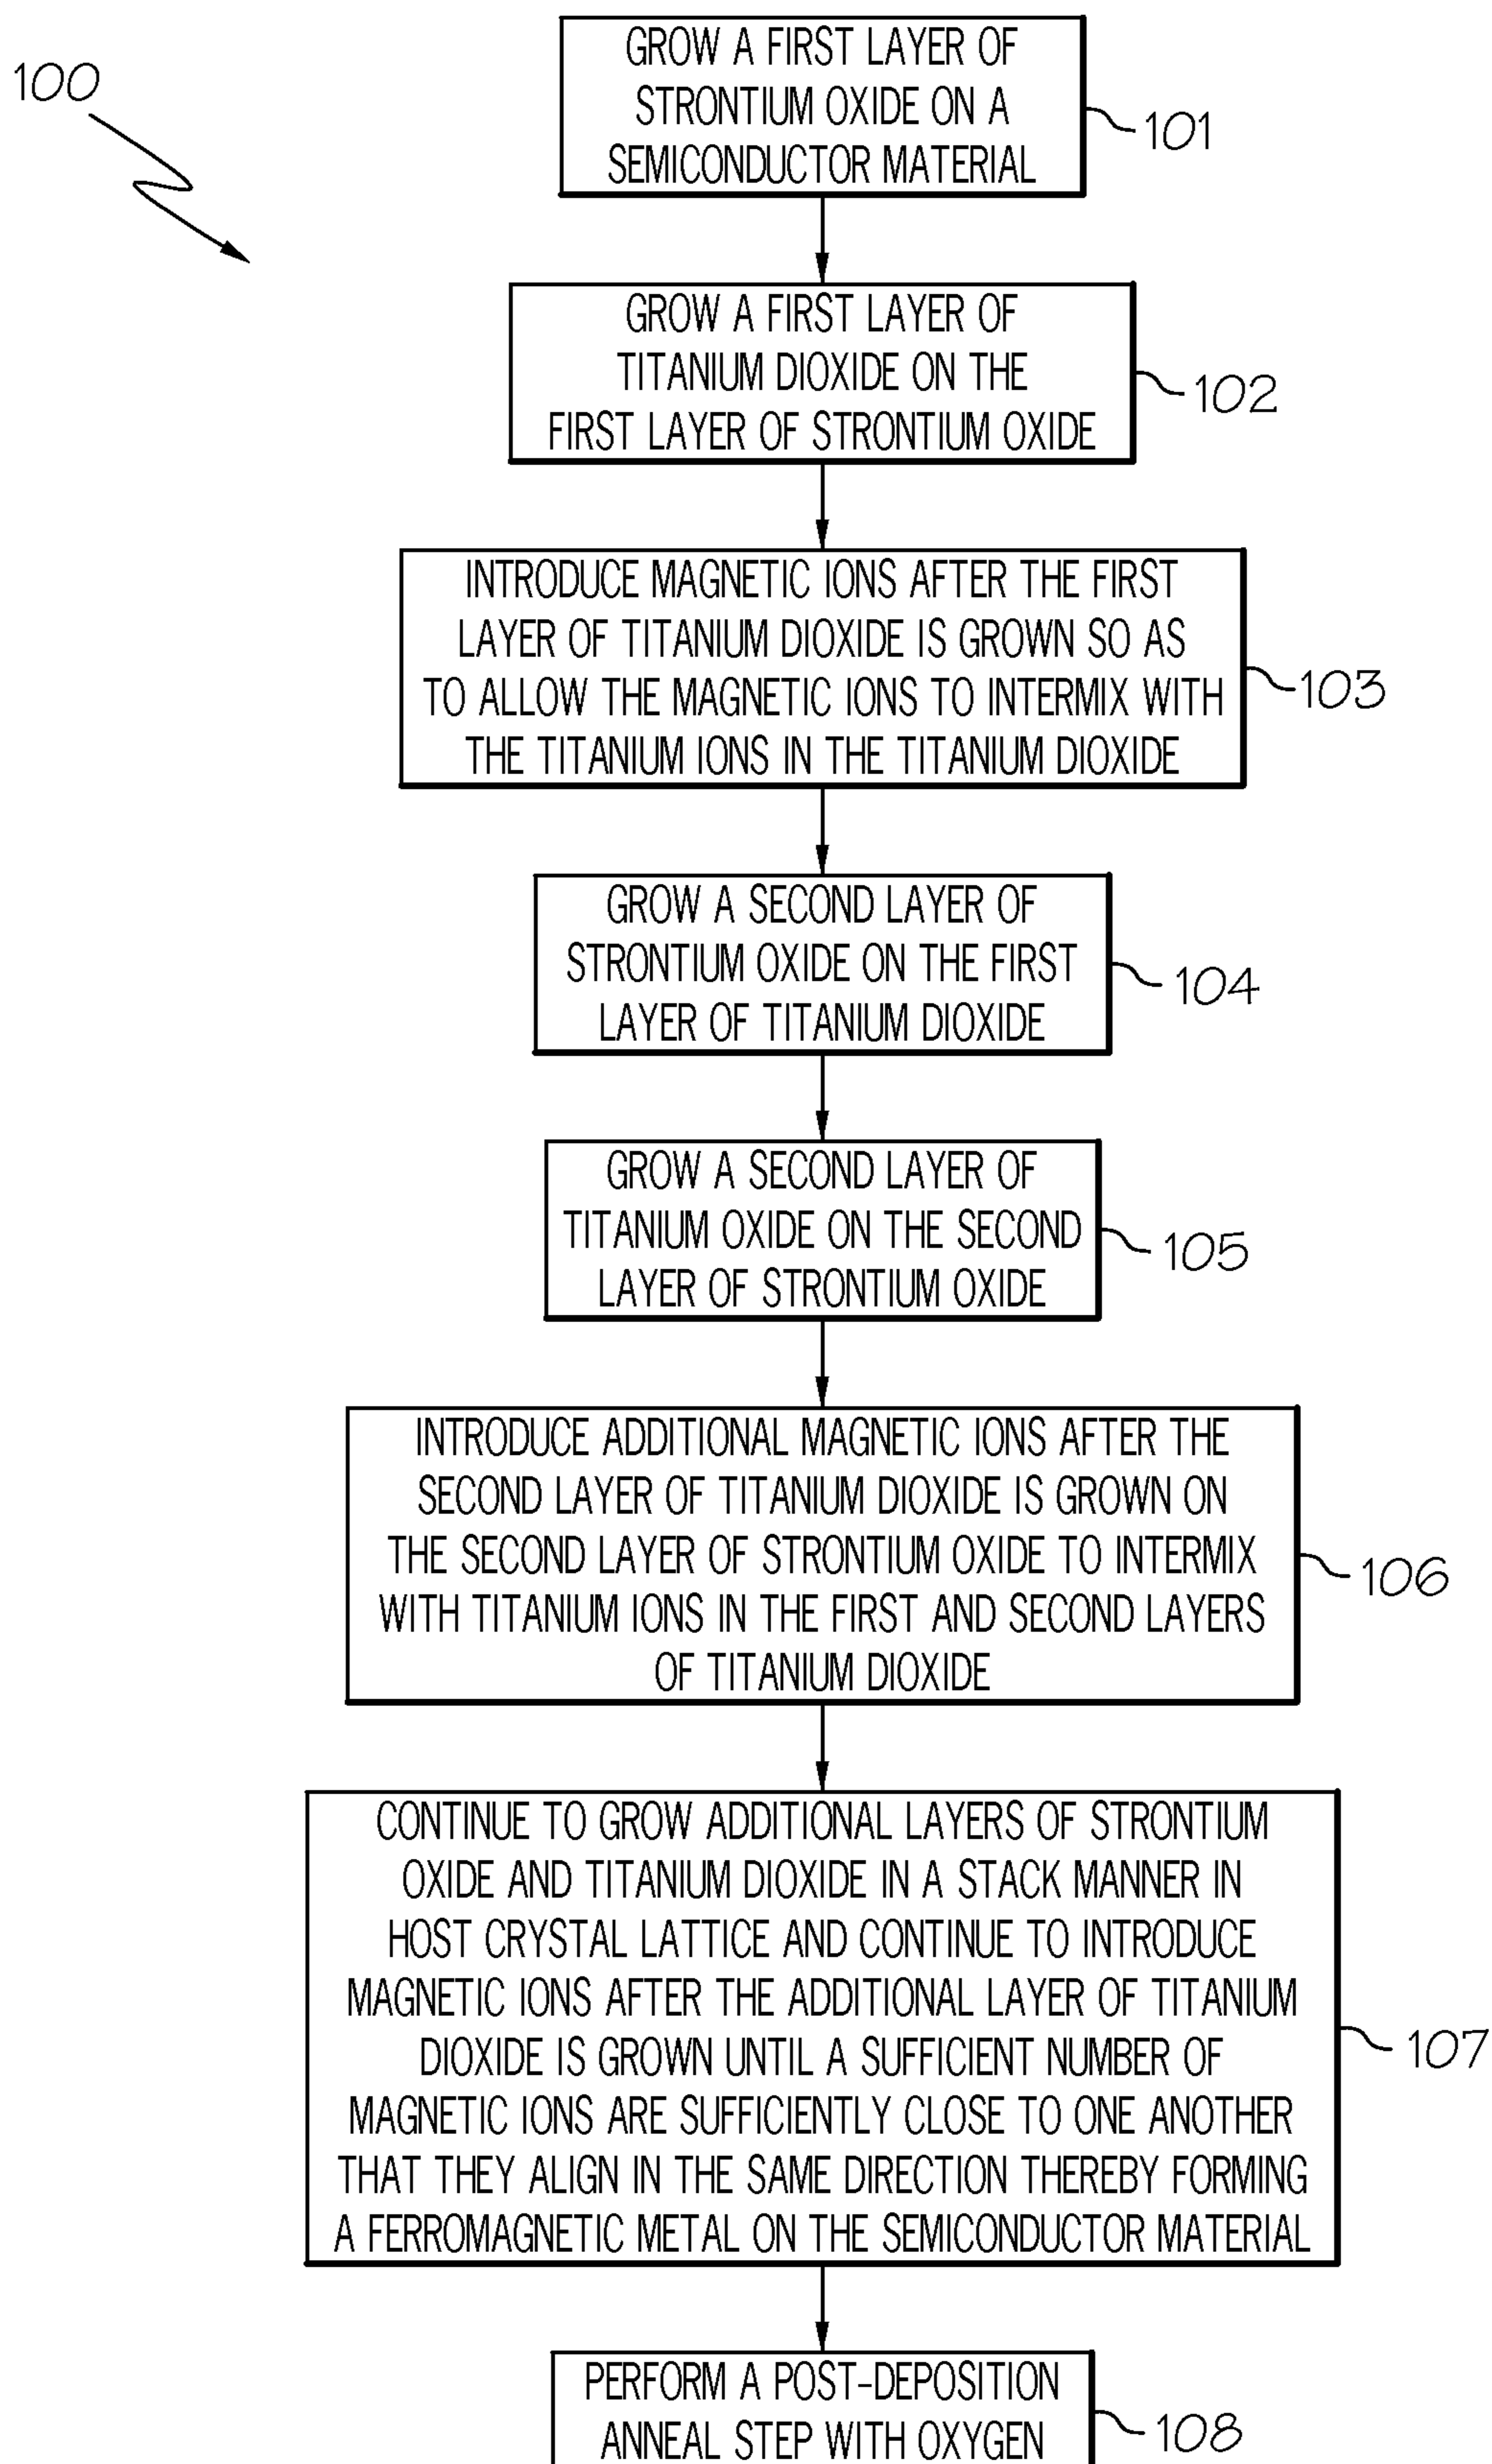 100
GROW A FIRST LAYER OF
STRONTIUM OXIDE ON A
SEMICONDUCTOR MATERIAL
101
GROW A FIRST LAYER OF
TITANIUM DIOXIDE ON THE
FIRST LAYER OF STRONTIUM OXIDE
102
INTRODUCE MAGNETIC IONS AFTER THE FIRST
LAYER OF TITANIUM DIOXIDE IS GROWN SO AS
TO ALLOW THE MAGNETIC IONS TO INTERMIX WITH
THE TITANIUM IONS IN THE TITANIUM DIOXIDE
103
GROW A SECOND LAYER OF
STRONTIUM OXIDE ON THE FIRST
LAYER OF TITANIUM DIOXIDE
104
GROW A SECOND LAYER OF
TITANIUM OXIDE ON THE SECOND
LAYER OF STRONTIUM OXIDE
105
INTRODUCE ADDITIONAL MAGNETIC IONS AFTER THE
SECOND LAYER OF TITANIUM DIOXIDE IS GROWN ON
THE SECOND LAYER OF STRONTIUM OXIDE TO INTERMIX
WITH TITANIUM IONS IN THE FIRST AND SECOND LAYERS
OF TITANIUM DIOXIDE
106
CONTINUE TO GROW ADDITIONAL LAYERS OF STRONTIUM
OXIDE AND TITANIUM DIOXIDE IN A STACK MANNER IN
HOST CRYSTAL LATTICE AND CONTINUE TO INTRODUCE
MAGNETIC IONS AFTER THE ADDITIONAL LAYER OF TITANIUM
DIOXIDE IS GROWN UNTIL A SUFFICIENT NUMBER OF
MAGNETIC IONS ARE SUFFICIENTLY CLOSE TO ONE ANOTHER
THAT THEY ALIGN IN THE SAME DIRECTION THEREBY FORMING
A FERROMAGNETIC METAL ON THE SEMICONDUCTOR MATERIAL
107
PERFORM A POST-DEPOSITION
ANNEAL STEP WITH OXYGEN
108